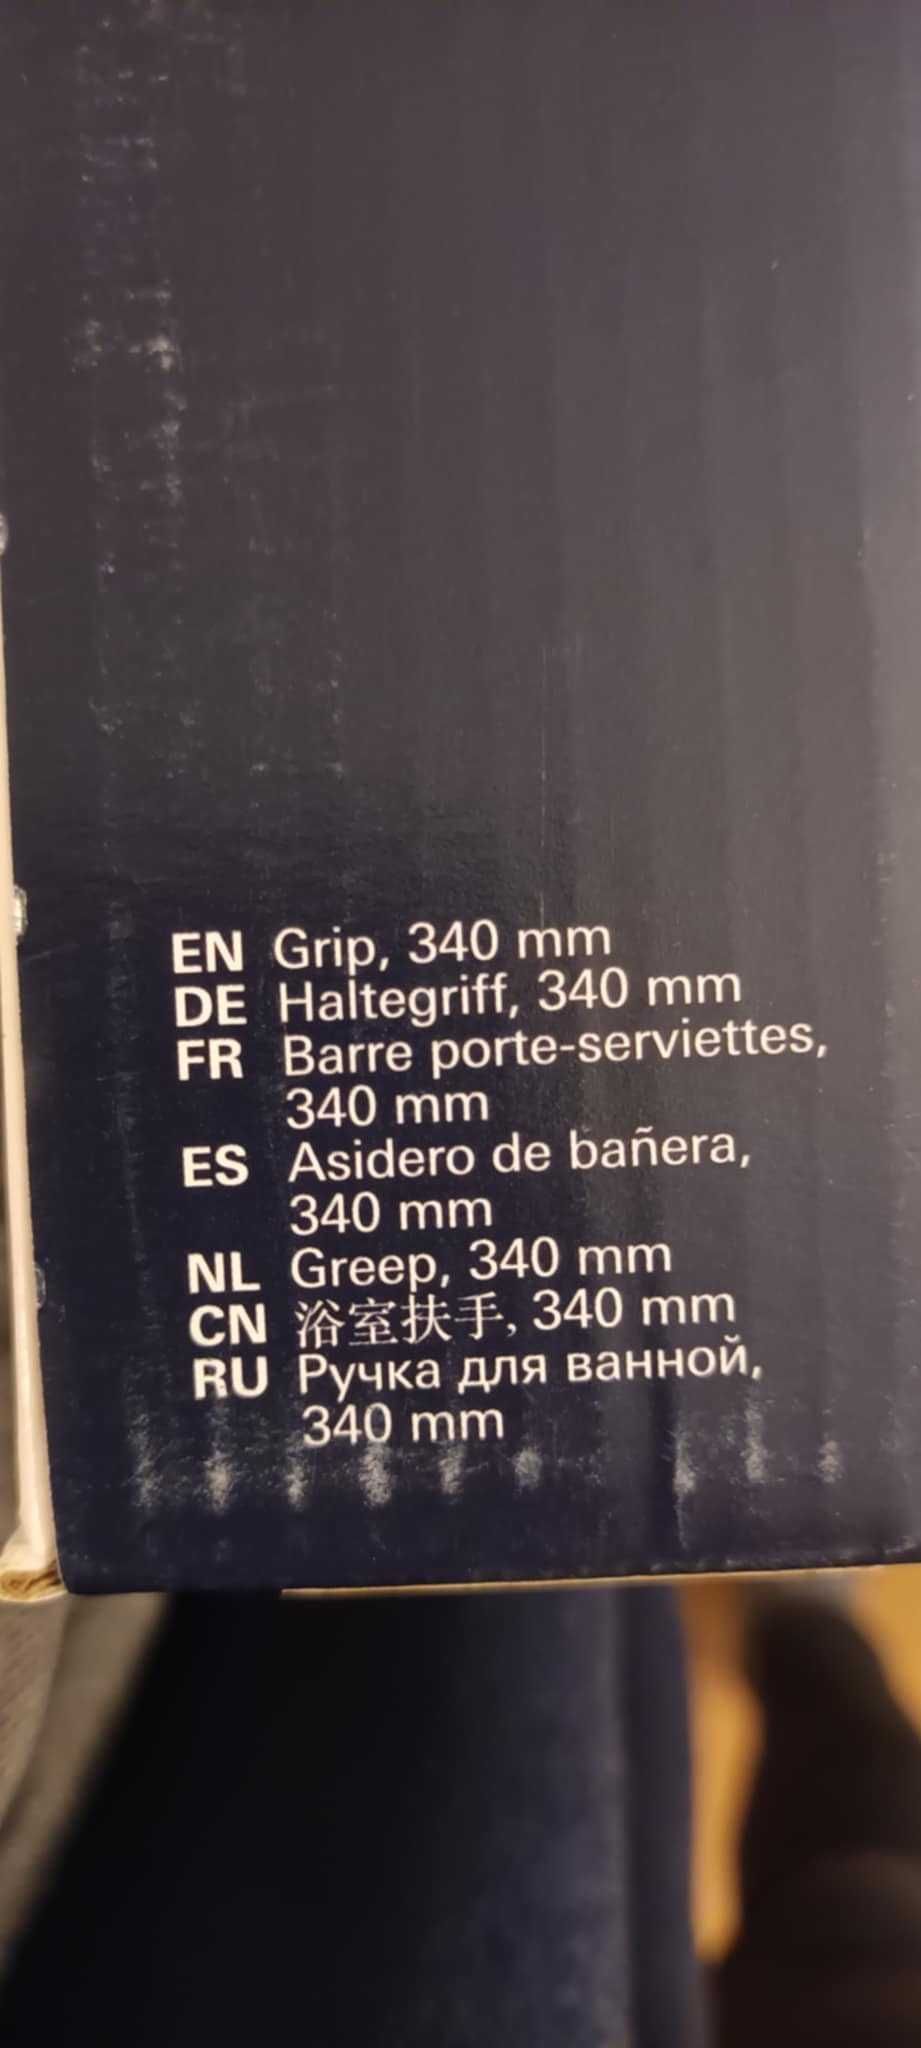 EN Grip, 340 mm
DE Haltegriff, 340 mm
FR Barre porte-serviettes,
340 mm
ES Asidero de bañera,
340 mm
NL Greep, 340 mm
CN 浴室扶手, 340 mm
RU Ручка для ванной,
340 mm